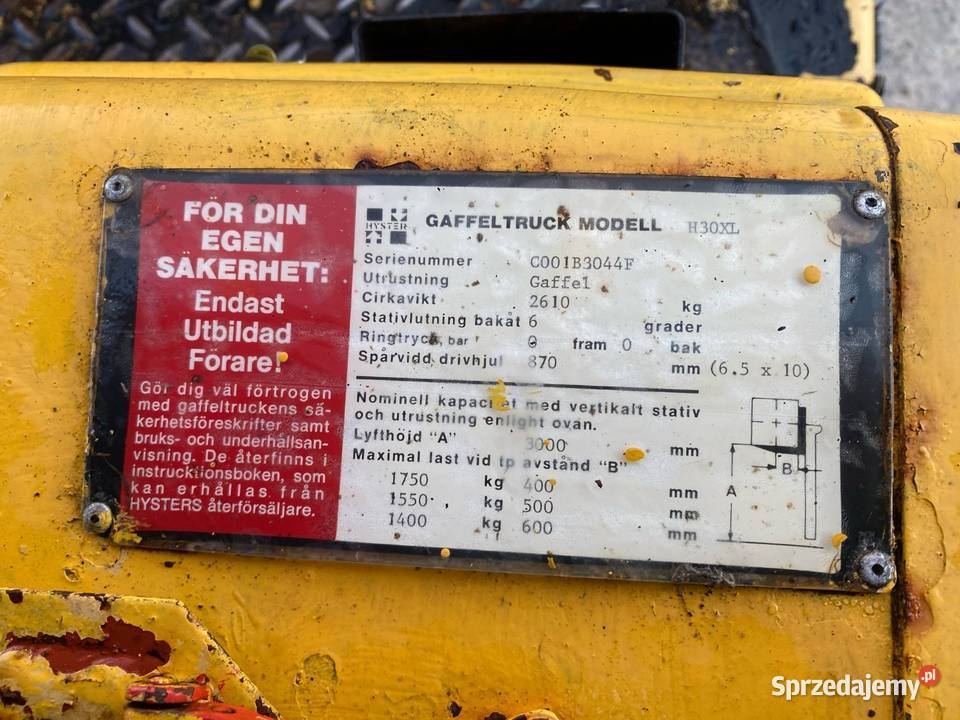 FÖR DIN
EGEN
SÄKERHET:
Endast
Utbildad
Förare!
Gör dig väl förtrogen
med gaffeltruckens sä-
kerhetsföreskrifter samt
bruks- och underhållsan-
visning. De återfinns i
instruktionsboken, som
kan erhållas från
HYSTERS återförsäljare.
HYSTER GAFFELTRUCK MODELL H30XL
Serienummer C001B3044F
Utrustning Gaffel
Cirkavikt 2610 kg
Stativlutning bakåt 6 grader
Ringtryck, bar 0 fram 0 bak
Spårvidd drivhjul 870 mm (6.5 x 10)
Nominell kapacitet med vertikalt stativ
och utrustning enlight ovan.
Lyfthöjd "A" 3000 mm
Maximal last vid tp avstånd "B"
1750 kg 400 mm
1550 kg 500 mm
1400 kg 600 mm
A
B
Sprzedajemy.pl